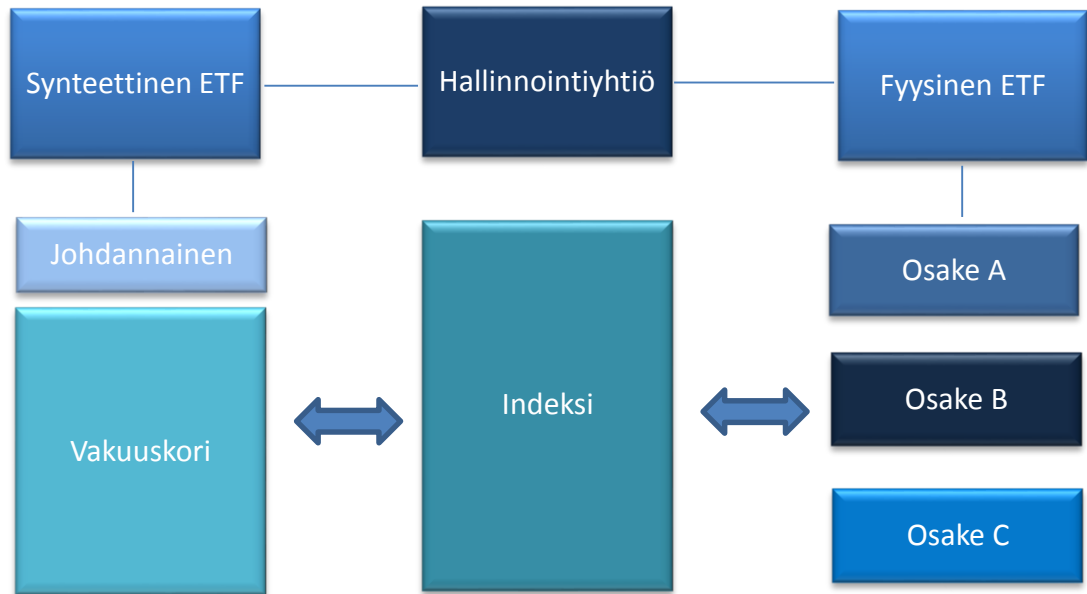 Synteettinen ETF
Hallinnointiyhtiö
Fyysinen ETF
Johdannainen
Osake A
Vakuuskori
Indeksi
Osake B
Osake C